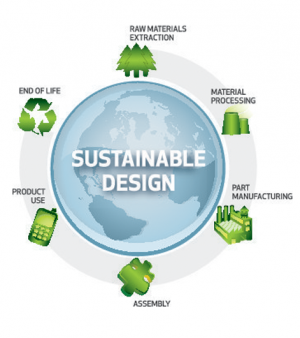 RAW MATERIALS
EXTRACTION
MATERIAL
PROCESSING
PART
MANUFACTURING
ASSEMBLY
PRODUCT
USE
END OF LIFE
SUSTAINABLE
DESIGN